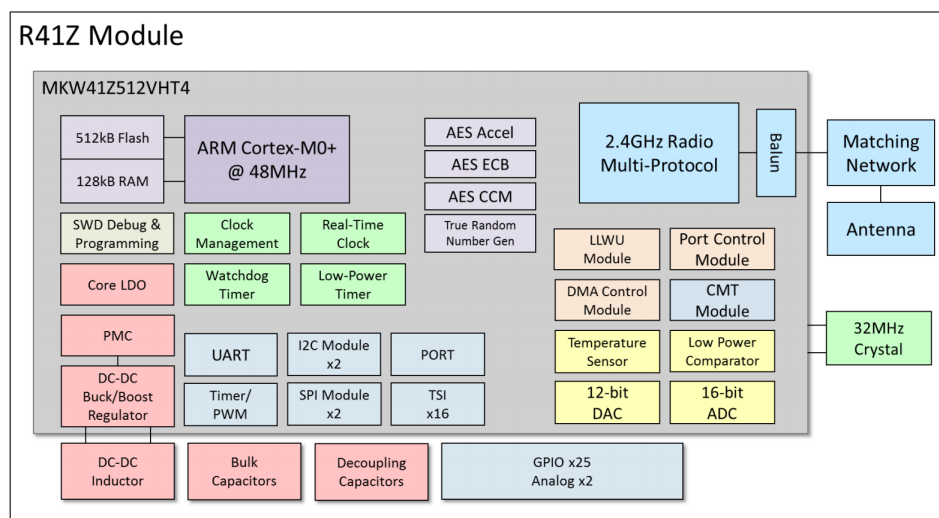 R41Z Module
MKW41Z512VHT4
512kB Flash
128kB RAM
ARM Cortex-M0+
@ 48MHz
AES Accel
AES ECB
AES CCM
True Random
Number Gen
2.4GHz Radio
Multi-Protocol
Balun
Matching
Network
Antenna
SWD Debug &
Programming
Clock
Management
Real-Time
Clock
Core LDO
Watchdog
Timer
Low-Power
Timer
LLWU
Module
Port Control
Module
DMA Control
Module
CMT
Module
32MHz
Crystal
PMC
UART
I2C Module
x2
PORT
Temperature
Sensor
Low Power
Comparator
DC-DC
Buck/Boost
Regulator
Timer/
PWM
SPI Module
x2
TSI
x16
12-bit
DAC
16-bit
ADC
DC-DC
Inductor
Bulk
Capacitors
Decoupling
Capacitors
GPIO x25
Analog x2